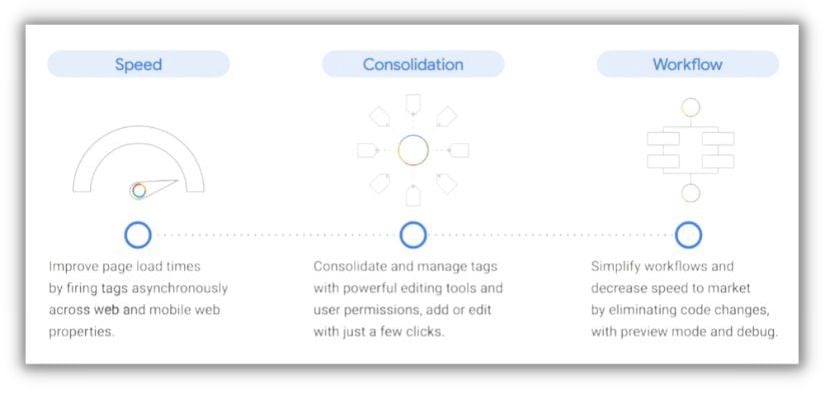 Speed
Improve page load times
by firing tags asynchronously
across web and mobile web
properties.
Consolidation
Consolidate and manage tags
with powerful editing tools and
user permissions, add or edit
with just a few clicks.
Workflow
Simplify workflows and
decrease speed to market
by eliminating code changes,
with preview mode and debug.